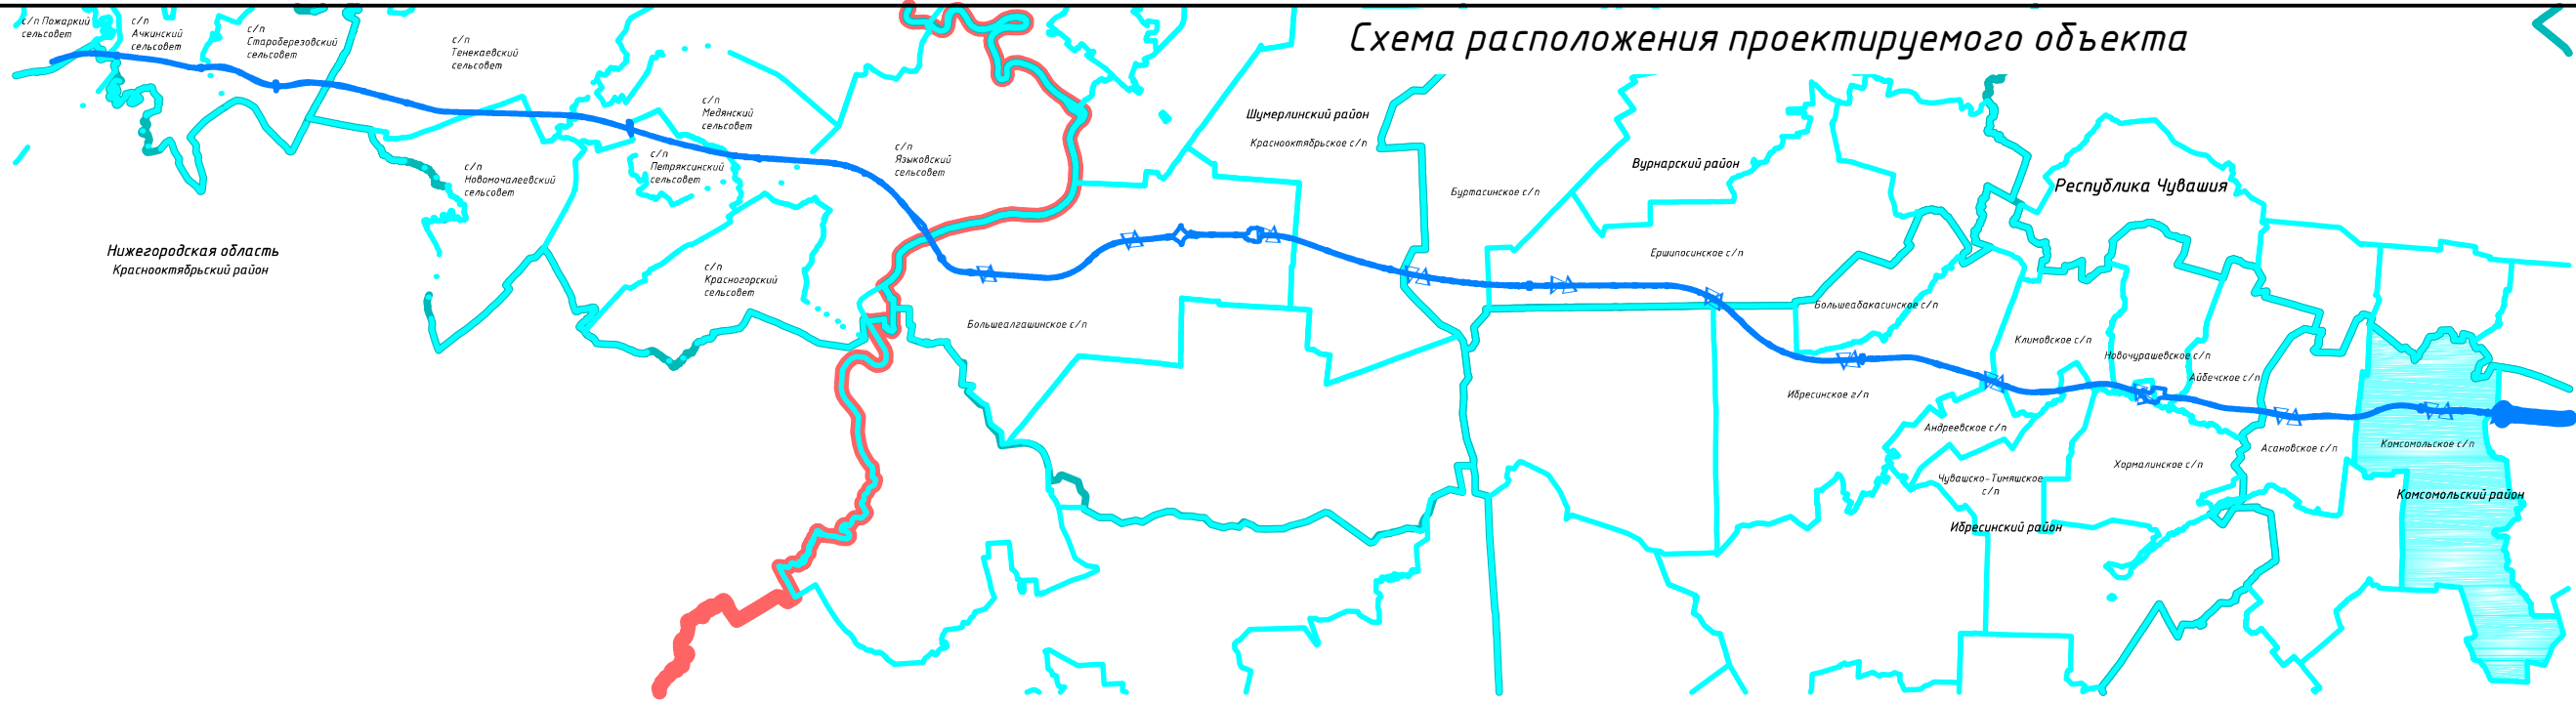 Схема расположения проектируемого объекта
с/п Пожаркий
сельсовет
с/п
Ачкинский
сельсовет
с/п
Староберезовский
сельсовет
с/п
Тенекаевский
сельсовет
с/п
Медянский
сельсовет
с/п
Новомочалеевский
сельсовет
с/п
Петряксинский
сельсовет
с/п
Языковский
сельсовет
с/п
Красногорский
сельсовет
Нижегородская область
Краснооктябрьский район
Шумерлинский район
Краснооктябрьское с/п
Буртасинское с/п
Вурнарский район
Республика Чувашия
Ершипосинское с/п
Большеалгашинское с/п
Большеабакасинское с/п
Климовское с/п
Новочурашевское с/п
Айбечское с/п
Ибресинское г/п
Андреевское с/п
Чувашско-Тимяшское
с/п
Хормалинское с/п
Асановское с/п
Комсомольское с/п
Комсомольский район
Ибресинский район